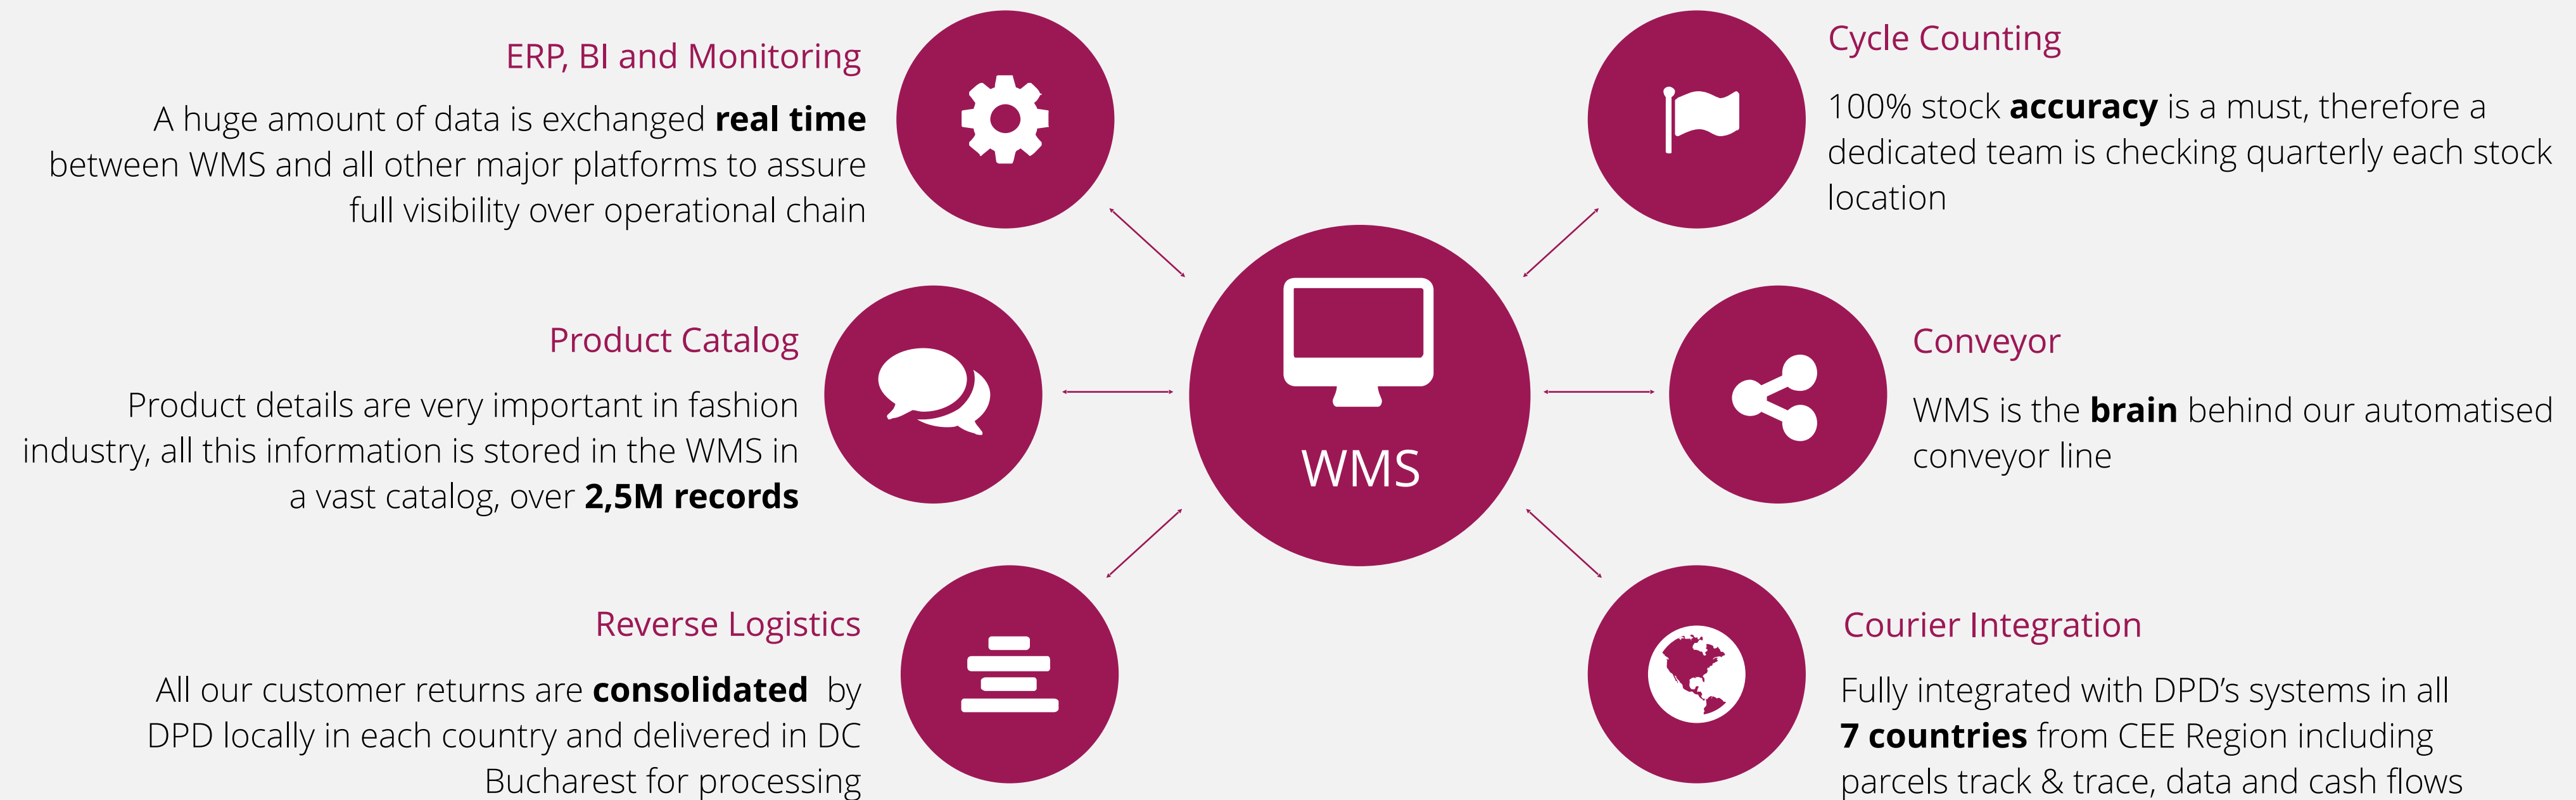 ERP, BI and Monitoring
A huge amount of data is exchanged real time
between WMS and all other major platforms to assure
full visibility over operational chain
Product Catalog
Product details are very important in fashion
industry, all this information is stored in the WMS in
a vast catalog, over 2,5M records
Reverse Logistics
All our customer returns are consolidated  by
DPD locally in each country and delivered in DC
Bucharest for processing
WMS
Cycle Counting
100% stock accuracy is a must, therefore a
dedicated team is checking quarterly each stock
location
Conveyor
WMS is the brain behind our automatised
conveyor line
Courier Integration
Fully integrated with DPD’s systems in all
7 countries from CEE Region including
parcels track & trace, data and cash flows